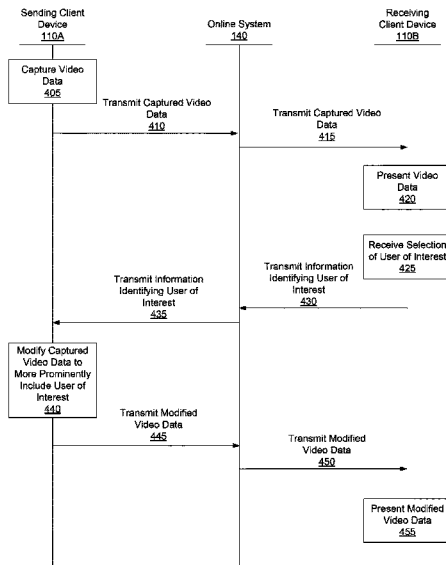 Sending Client
Device
110A
Online System
140
Receiving
Client Device
110B
Capture Video
Data
405
Transmit Captured Video
Data
410
Transmit Captured Video
Data
415
Present Video
Data
420
Receive Selection
of User of Interest
425
Transmit Information
Identifying User of
Interest
430
Transmit Information
Identifying User of
Interest
435
Modify Captured
Video Data to
More Prominently
Include User of
Interest
440
Transmit Modified
Video Data
445
Transmit Modified
Video Data
450
Present Modified
Video Data
455